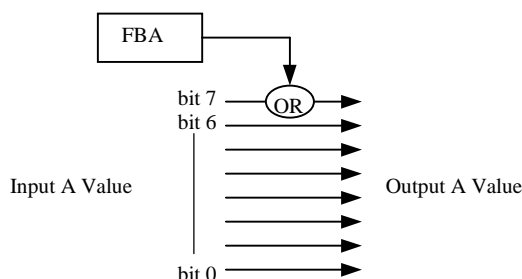 FBA
bit 7
OR
bit 6
Input A Value
Output A Value
bit 0